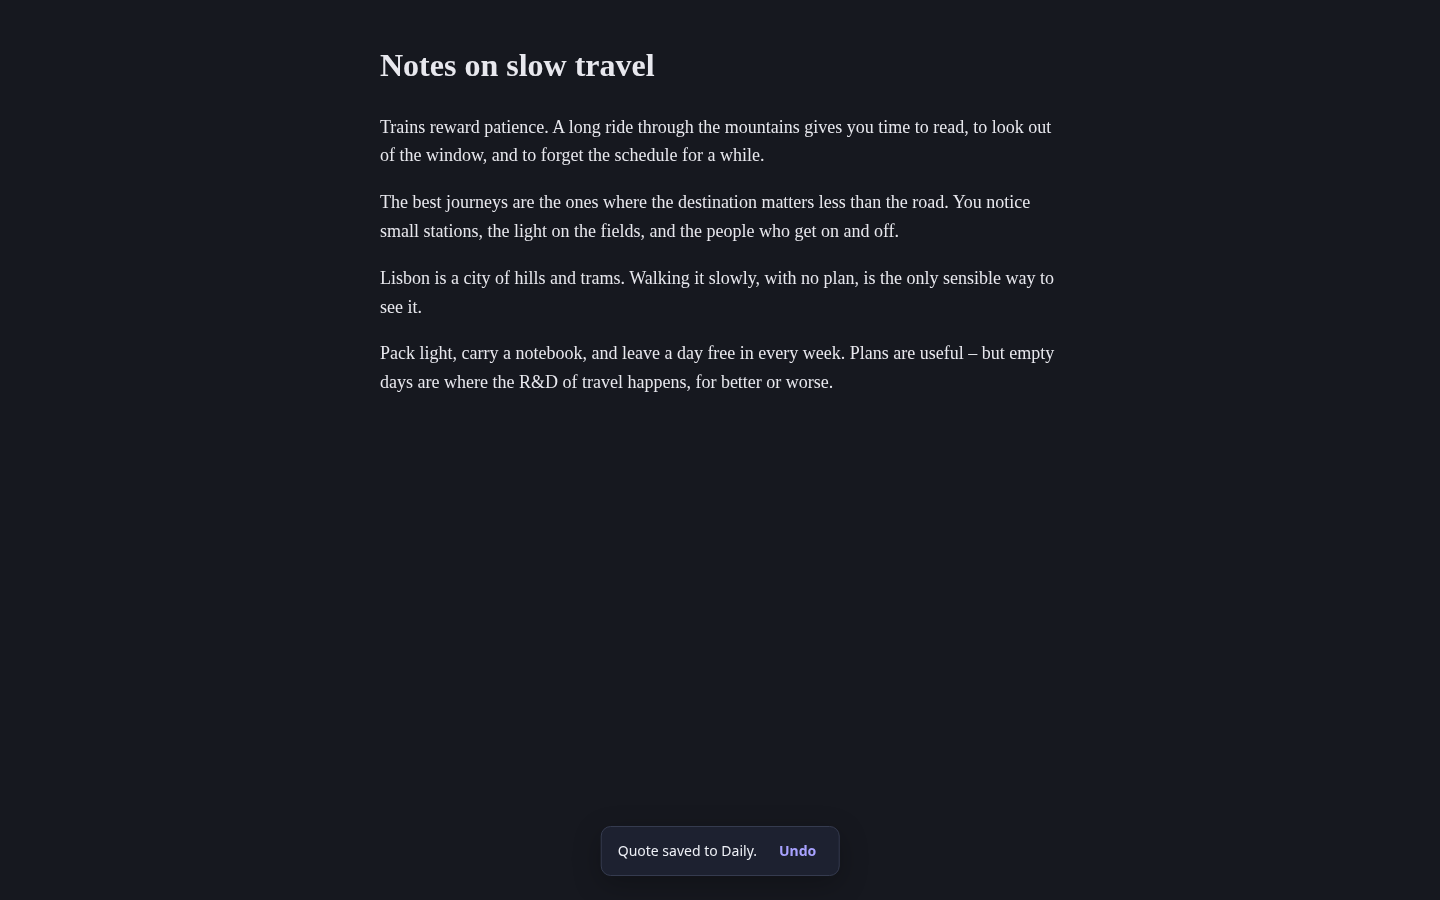 Notes on slow travel
Trains reward patience. A long ride through the mountains gives you time to read, to look out
of the window, and to forget the schedule for a while.
The best journeys are the ones where the destination matters less than the road. You notice
small stations, the light on the fields, and the people who get on and off.
Lisbon is a city of hills and trams. Walking it slowly, with no plan, is the only sensible way to
see it.
Pack light, carry a notebook, and leave a day free in every week. Plans are useful – but empty
days are where the R&D of travel happens, for better or worse.
Quote saved to Daily. Undo